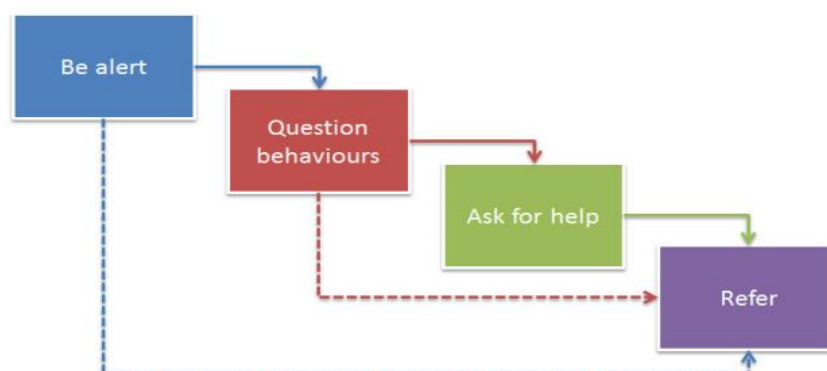 Be alert
Question
behaviours
Ask for help
Refer